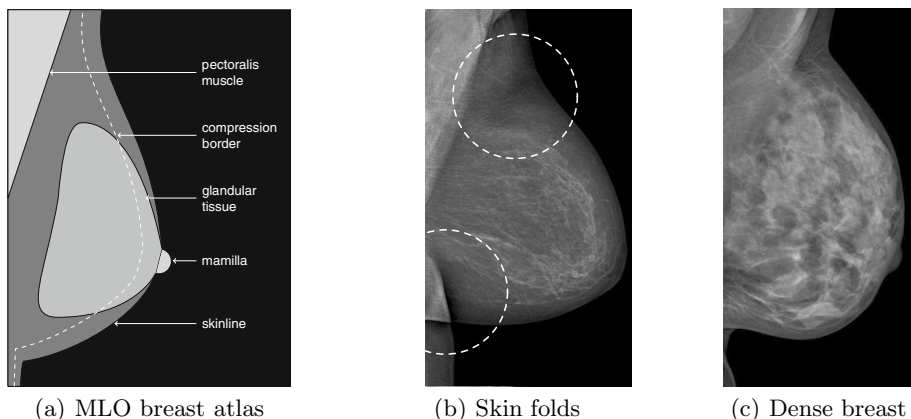 pectoralis
muscle
compression
border
glandular
tissue
mamilla
skinline
(a) MLO breast atlas
(b) Skin folds
(c) Dense breast